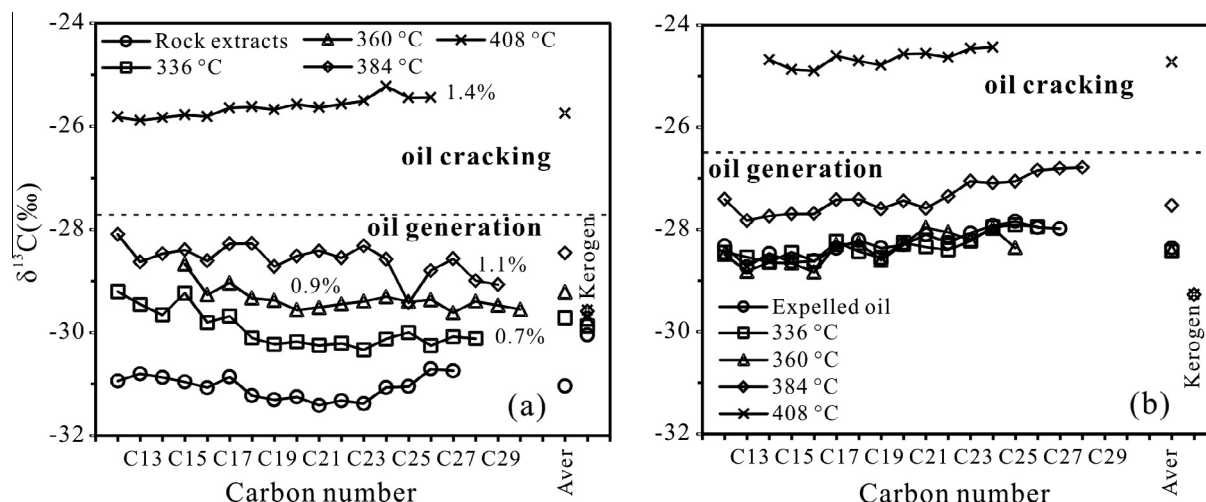 -24
-26
-28
-30
-32
δ¹³C(‰)
Rock extracts
360 °C
408 °C
336 °C
384 °C
1.4%
oil cracking
oil generation
1.1%
0.9%
0.7%
Kerogen
(a)
C13 C15 C17 C19 C21 C23 C25 C27 C29
Aver
Carbon number
-24
-26
-28
-30
-32
oil cracking
oil generation
Expelled oil
336 °C
360 °C
384 °C
408 °C
Kerogen
(b)
C13 C15 C17 C19 C21 C23 C25 C27 C29
Aver
Carbon number